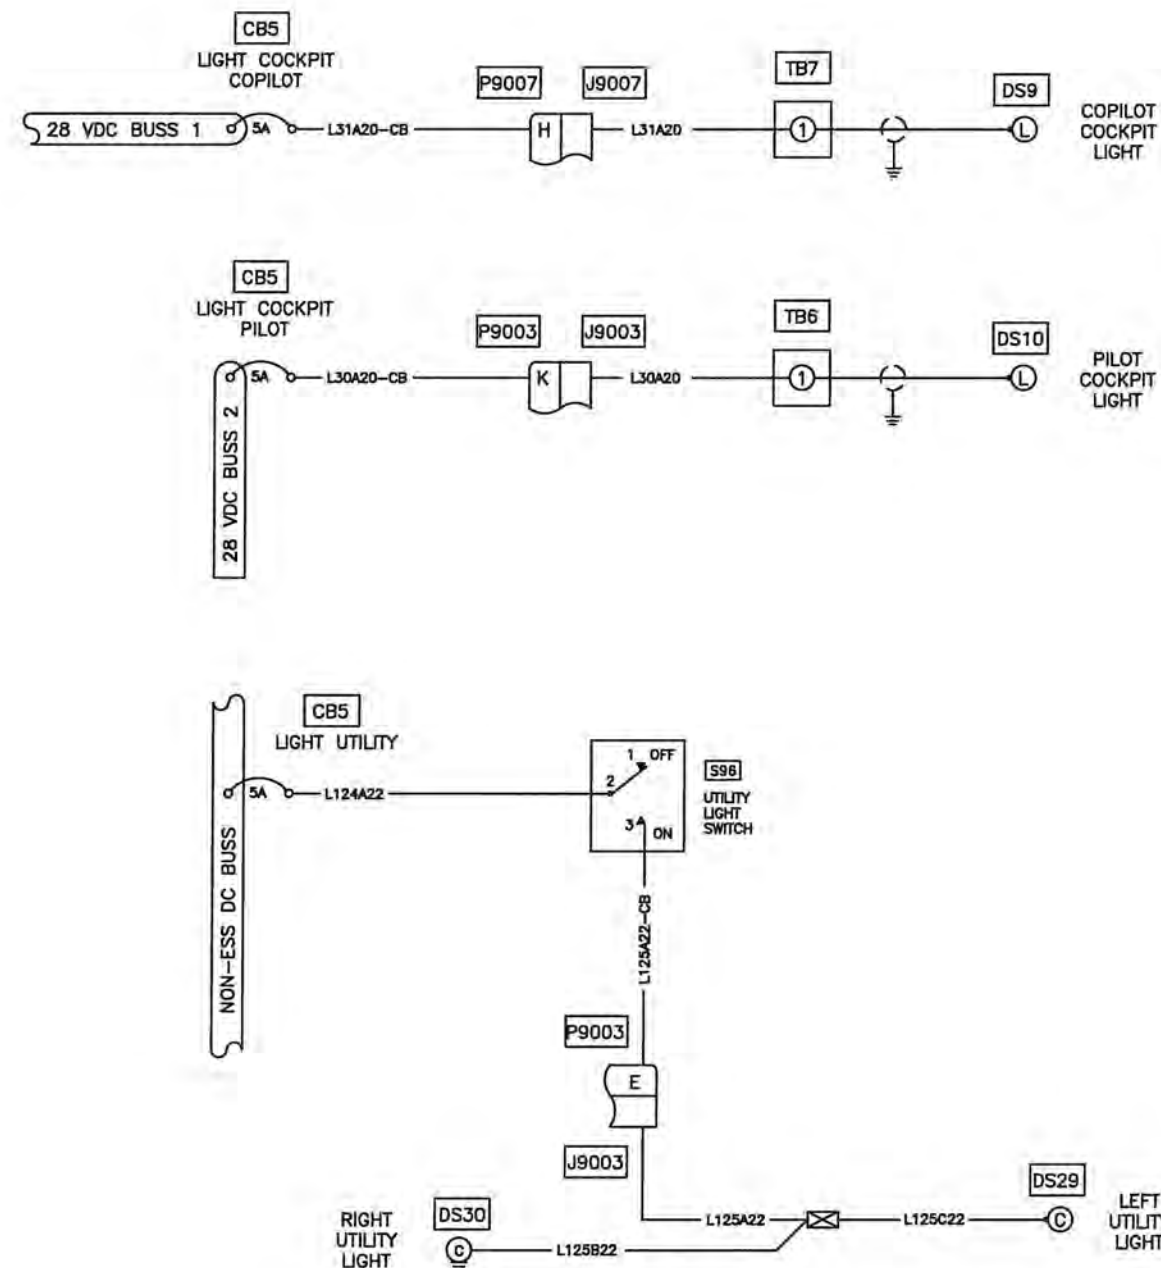 CB5
LIGHT COCKPIT
COPILOT
P9007
J9007
TB7
DS9
28 VDC BUSS 1
5A
L31A20-CB
H
L31A20
1
L
COPILOT
COCKPIT
LIGHT
CB5
LIGHT COCKPIT
PILOT
P9003
J9003
TB6
DS10
5A
L30A20-CB
K
L30A20
1
L
PILOT
COCKPIT
LIGHT
28 VDC BUSS 2
CB5
LIGHT UTILITY
5A
L124A22
NON-ESS DC BUSS
1 OFF
2
3 ON
S96
UTILITY
LIGHT
SWITCH
L125A22-CB
P9003
E
J9003
DS29
L125A22
L125C22
C
LEFT
UTILITY
LIGHT
DS30
RIGHT
UTILITY
LIGHT
C
L125B22